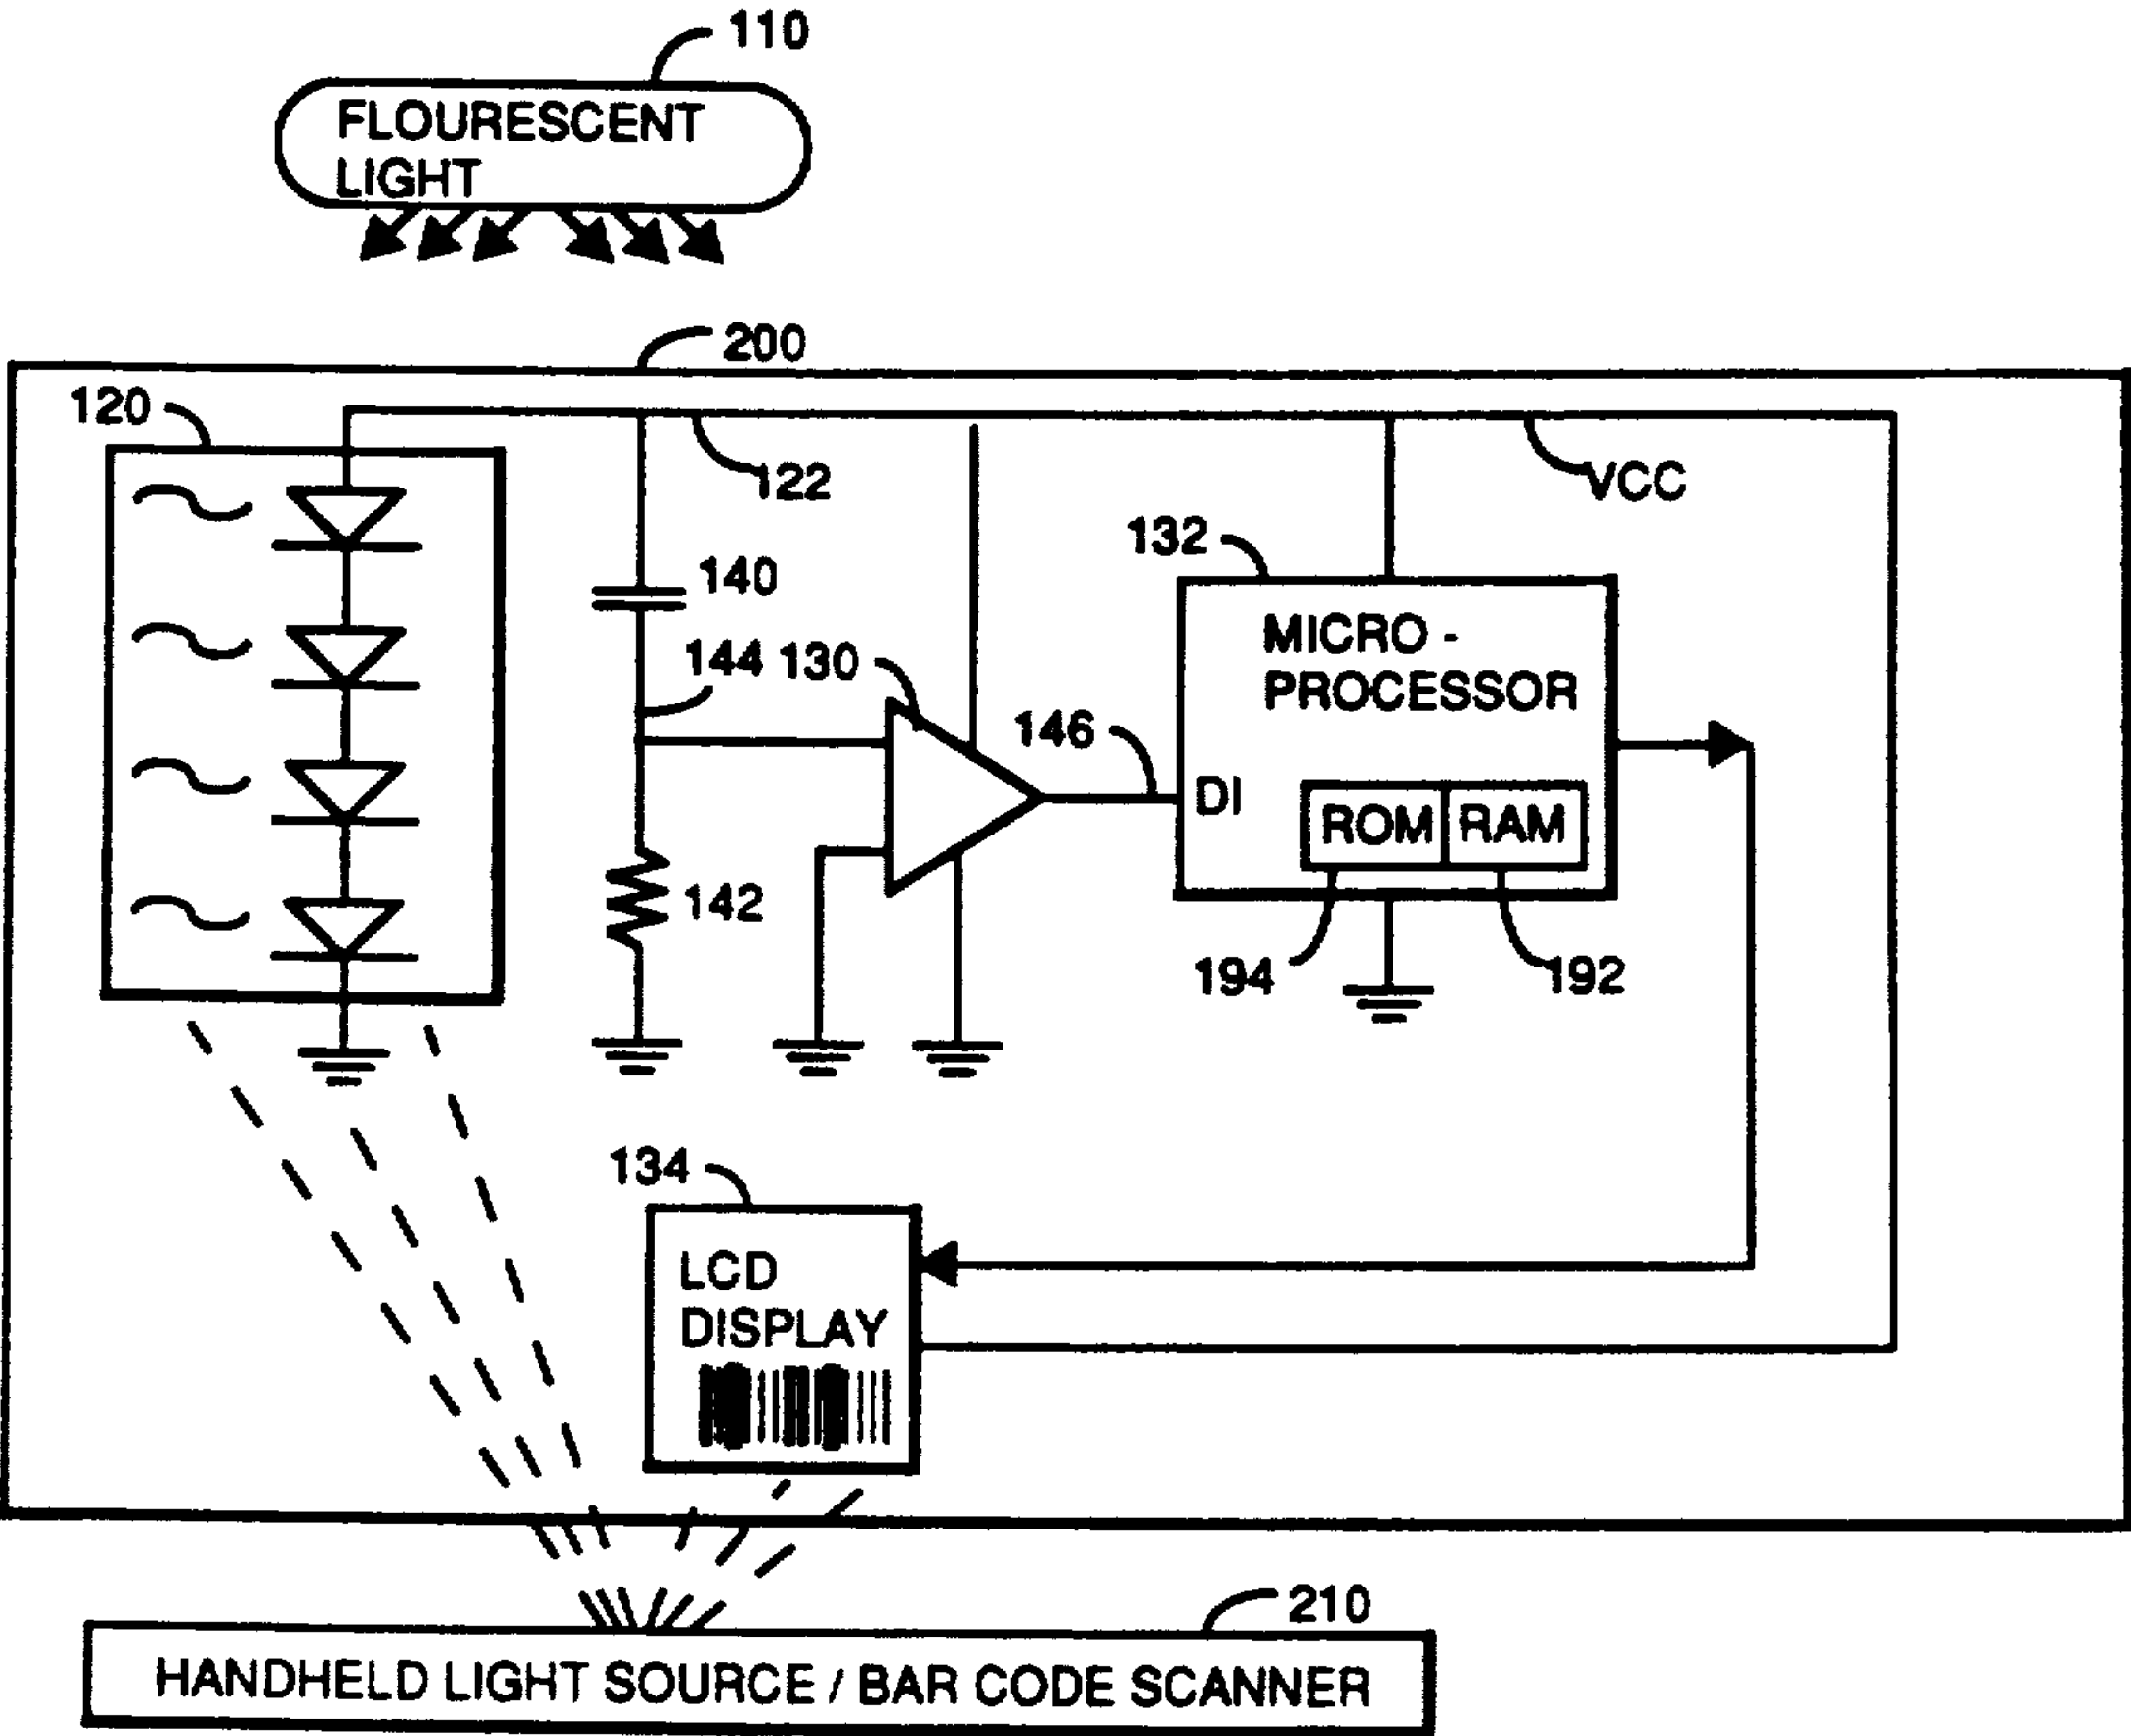 110
FLOURESCENT
LIGHT
200
120
122
VCC
132
140
MICRO -
PROCESSOR
144 130
146
DI
ROM RAM
142
194
192
134
LCD
DISPLAY
210
HANDHELD LIGHT SOURCE / BAR CODE SCANNER